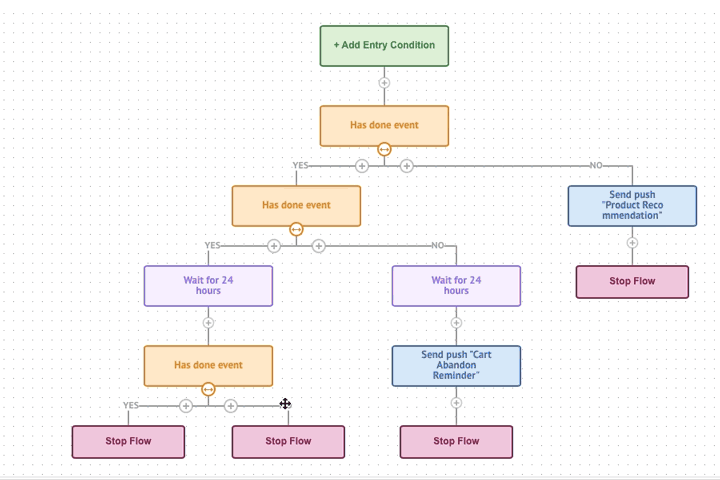 + Add Entry Condition
Has done event
YES
NO
Has done event
Send push
"Product Reco
mmendation"
YES
NO
Wait for 24
hours
Wait for 24
hours
Stop Flow
Has done event
Send push "Cart
Abandon
Reminder"
YES
Stop Flow
Stop Flow
Stop Flow